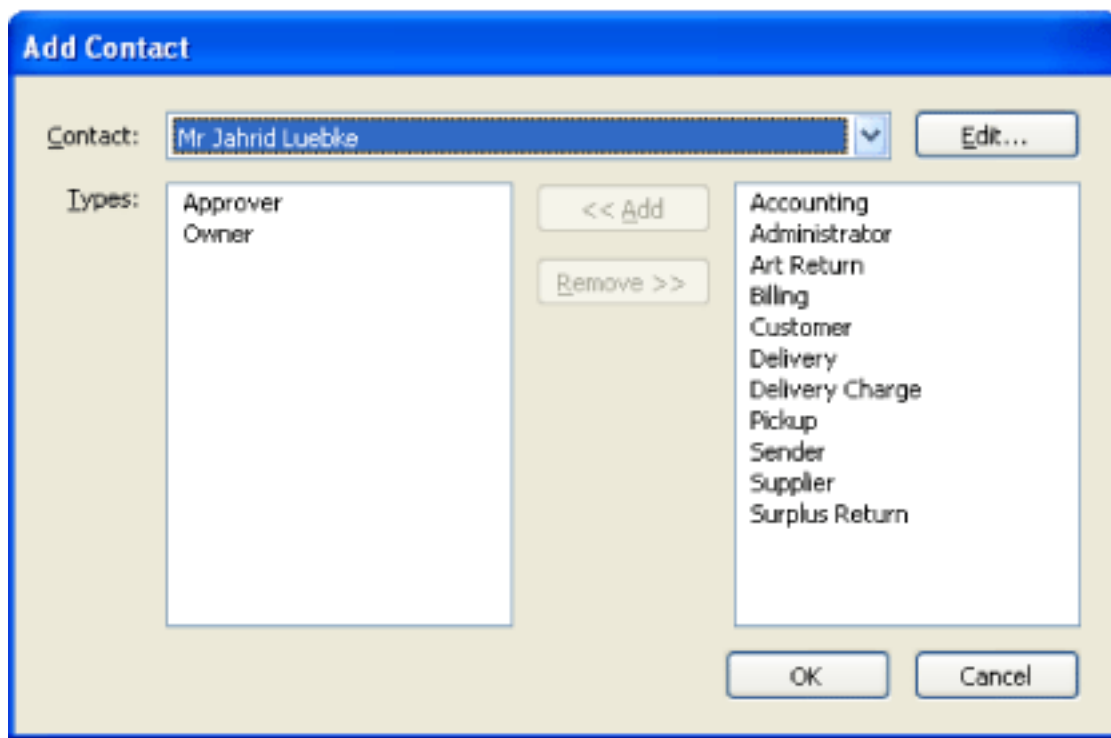 Add Contact
Contact: Mr Jahrid Luebke Edit...
Types:
Approver
Owner
<< Add
Remove >>
Accounting
Administrator
Art Return
Billing
Customer
Delivery
Delivery Charge
Pickup
Sender
Supplier
Surplus Return
OK Cancel